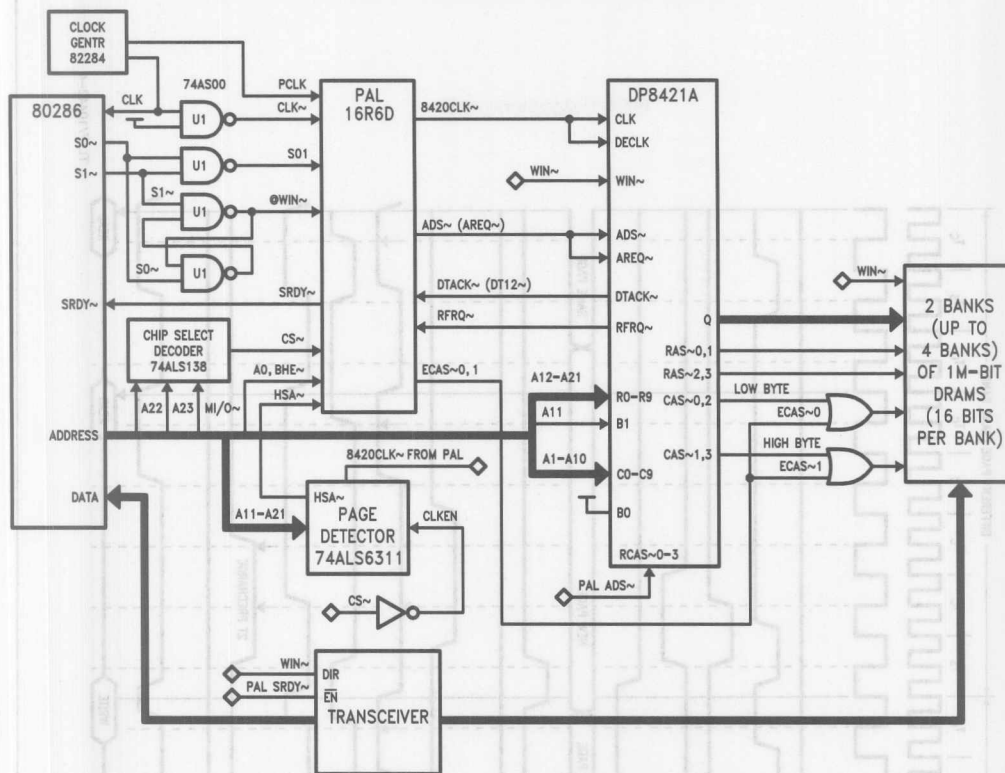 CLOCK
GENTR
82284
80286
CLK
74AS00
U1
PCLK
CLK~
PAL
16R6D
8420CLK~
DP8421A
CLK
DECLK
S0~
S1~
U1
S01
WIN~
WIN~
S1~
U1
@WIN~
ADS~ (AREQ~)
ADS~
AREQ~
S0~
U1
SRDY~
SRDY~
DTACK~ (DT12~)
DTACK~
RFRQ~
RFRQ~
Q
WIN~
2 BANKS
(UP TO
4 BANKS)
OF 1M-BIT
DRAMS
(16 BITS
PER BANK)
CHIP SELECT
DECODER
74ALS138
CS~
A0, BHE~
HSA~
ECAS~0,1
RAS~0,1
RAS~2,3
A22
A23
MI/O~
A12-A21
R0-R9
CAS~0,2
LOW BYTE
ECAS~0
ADDRESS
A11
B1
A1-A10
C0-C9
CAS~1,3
HIGH BYTE
ECAS~1
8420CLK~ FROM PAL
DATA
A11-A21
HSA~
PAGE
DETECTOR
74ALS6311
CLKEN
B0
RCAS~0-3
CS~
PAL ADS~
WIN~
DIR
PAL SRDY~
EN
TRANSCEIVER